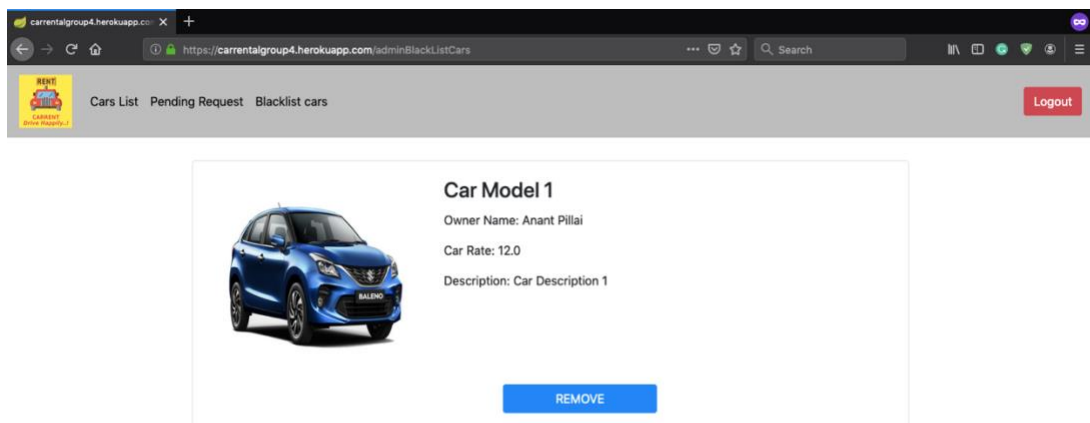 carrentalgroup4.herokuapp.com
https://carrentalgroup4.herokuapp.com/adminBlackListCars
Search
RENT
CARRENT
Drive Happily..!
Cars List Pending Request Blacklist cars
Logout
Car Model 1
Owner Name: Anant Pillai
Car Rate: 12.0
Description: Car Description 1
BALENO
REMOVE